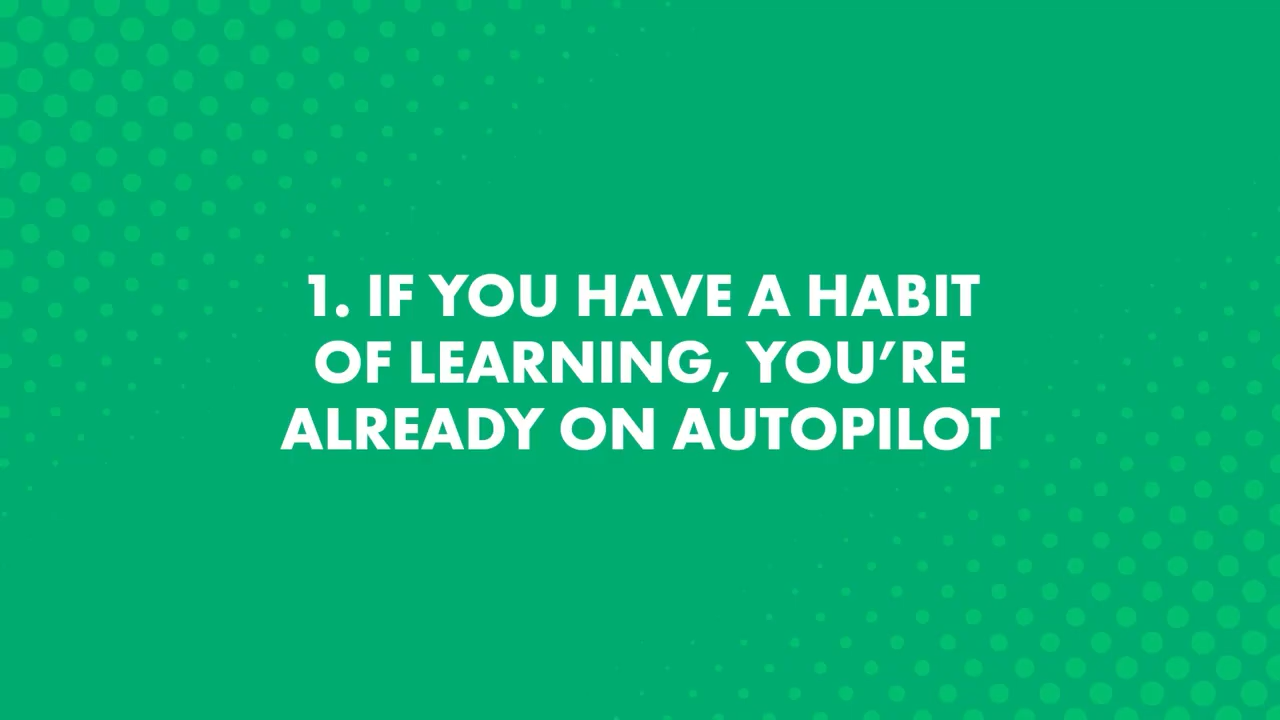 1. IF YOU HAVE A HABIT
OF LEARNING, YOU’RE
ALREADY ON AUTOPILOT